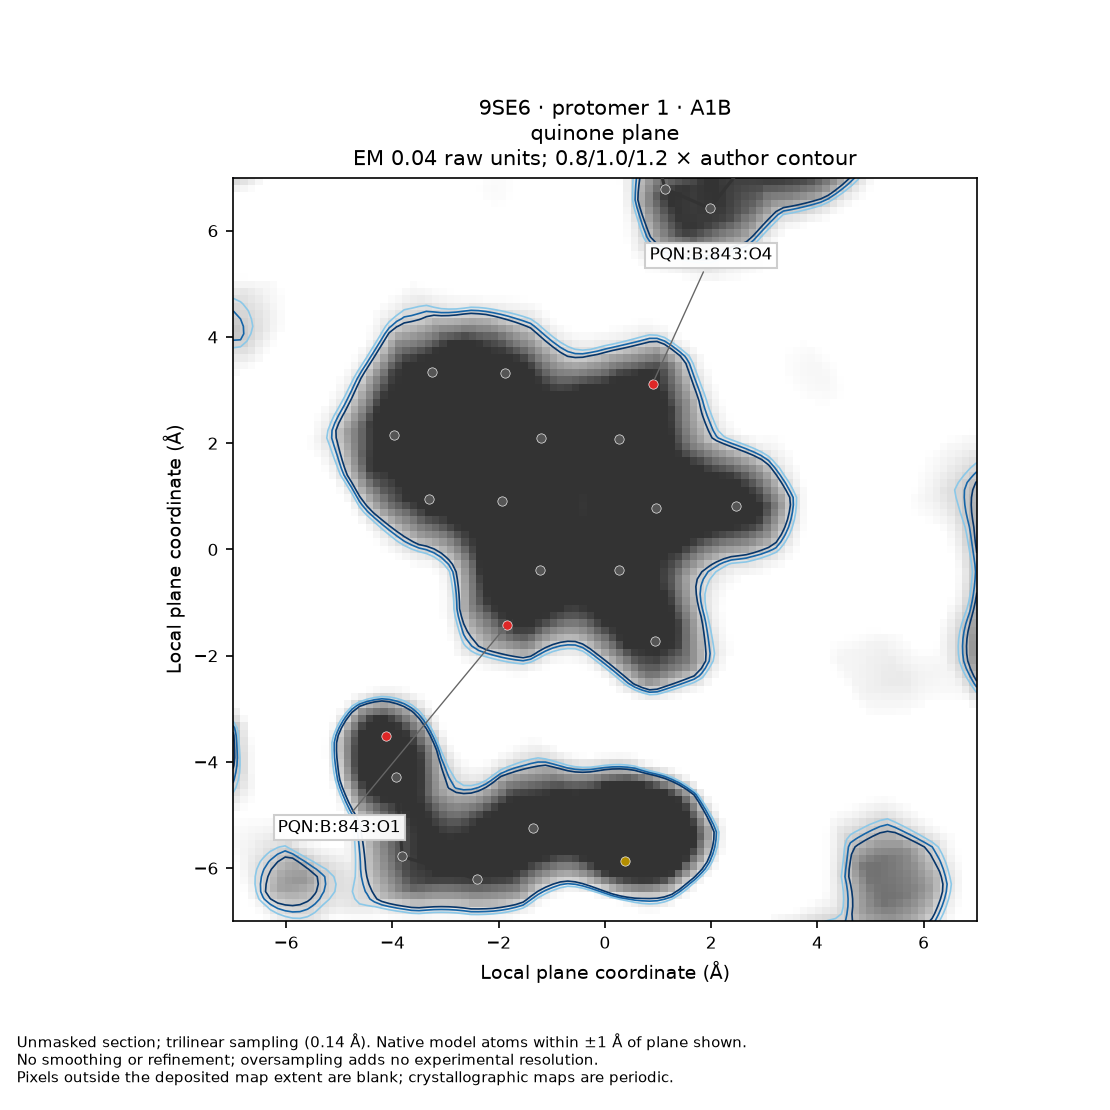 9SE6 · protomer 1 · A1B
quinone plane
EM 0.04 raw units; 0.8/1.0/1.2 × author contour
PQN:B:843:O4
PQN:B:843:O1
6
4
2
0
−2
−4
−6
Local plane coordinate (Å)
−6 −4 −2 0 2 4 6
Local plane coordinate (Å)
Unmasked section; trilinear sampling (0.14 Å). Native model atoms within ±1 Å of plane shown.
No smoothing or refinement; oversampling adds no experimental resolution.
Pixels outside the deposited map extent are blank; crystallographic maps are periodic.